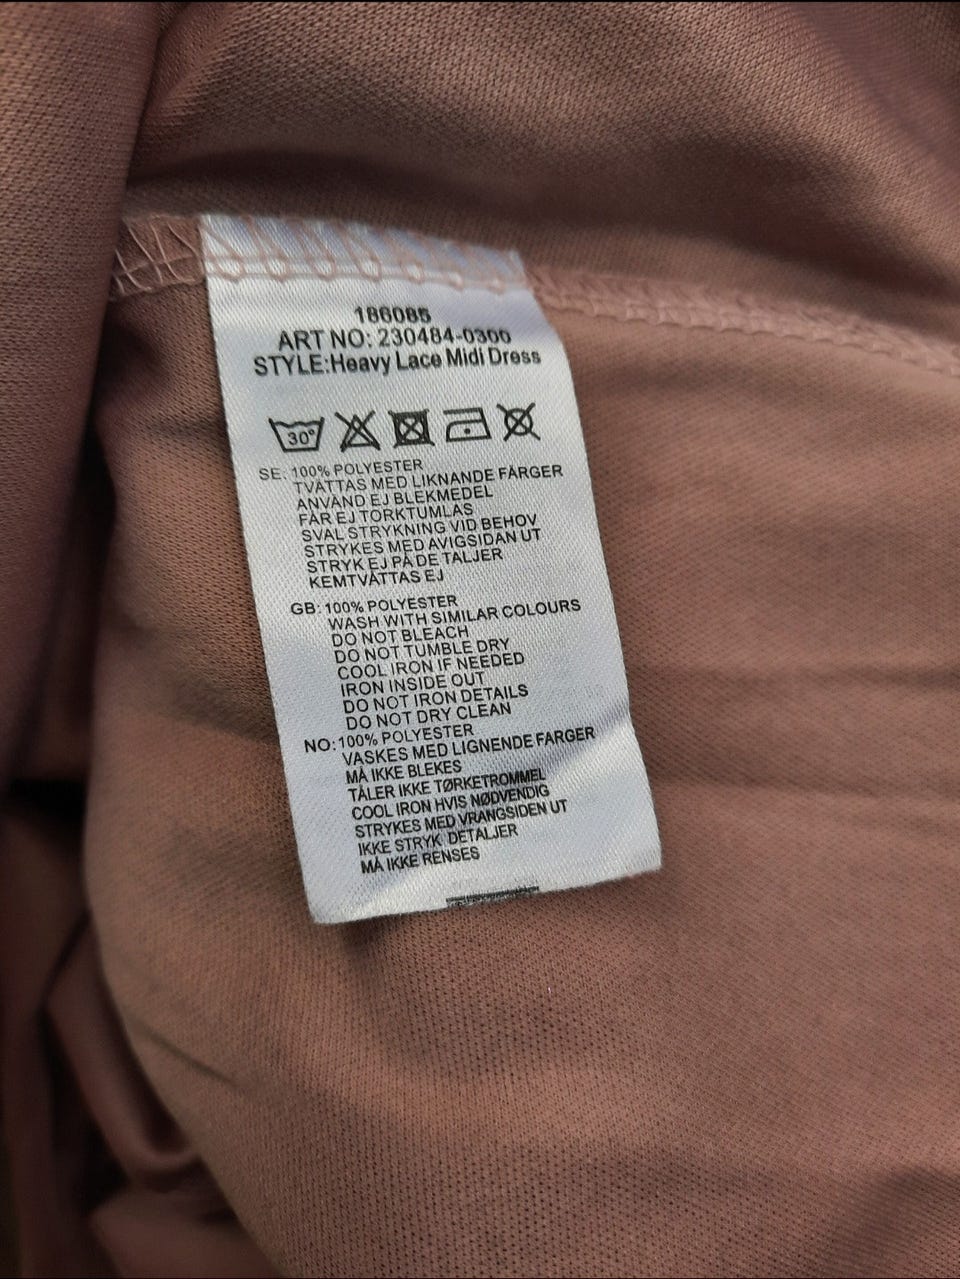 186085
ART NO: 230484-0300
STYLE:Heavy Lace Midi Dress
30°
SE: 100% POLYESTER
TVÄTTAS MED LIKNANDE FÄRGER
ANVÄND EJ BLEKMEDEL
FÅR EJ TORKTUMLAS
SVAL STRYKNING VID BEHOV
STRYKES MED AVIGSIDAN UT
STRYK EJ PÅ DE TALJER
KEMTVÄTTAS EJ
GB: 100% POLYESTER
WASH WITH SIMILAR COLOURS
DO NOT BLEACH
DO NOT TUMBLE DRY
COOL IRON IF NEEDED
IRON INSIDE OUT
DO NOT IRON DETAILS
DO NOT DRY CLEAN
NO: 100% POLYESTER
VASKES MED LIGNENDE FARGER
MÅ IKKE BLEKES
TÅLER IKKE TØRKETROMMEL
COOL IRON HVIS NØDVENDIG
STRYKES MED VRANGSIDEN UT
IKKE STRYK DETALJER
MÅ IKKE RENSES